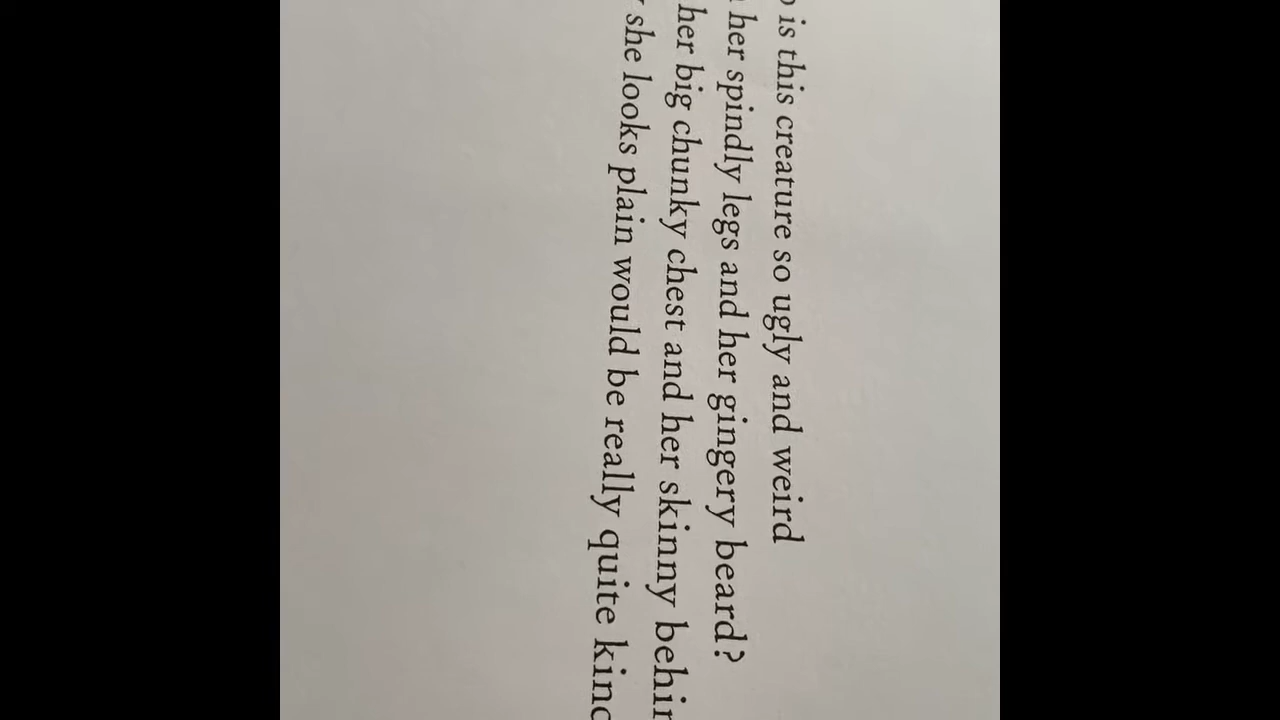 is this creature so ugly and weird
her spindly legs and her gingery beard?
her big chunky chest and her skinny
she looks plain would be really quite